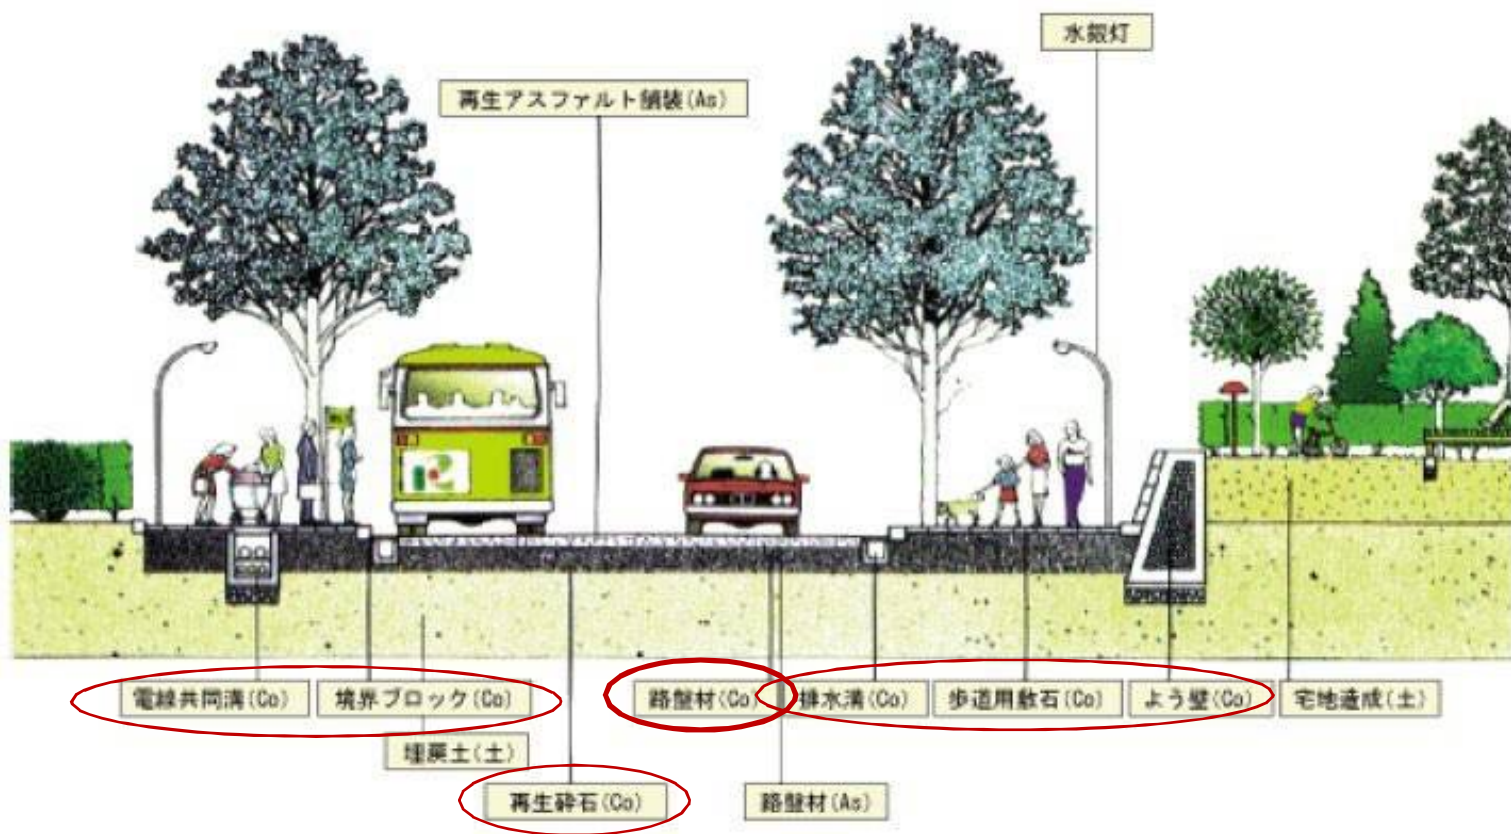 水銀灯
再生アスファルト舗装(As)
電線共同溝(Co)
境界ブロック(Co)
路盤材(Co)
排水溝(Co)
歩道用敷石(Co)
よう壁(Co)
宅地造成(土)
埋戻土(土)
再生砕石(Co)
路盤材(As)